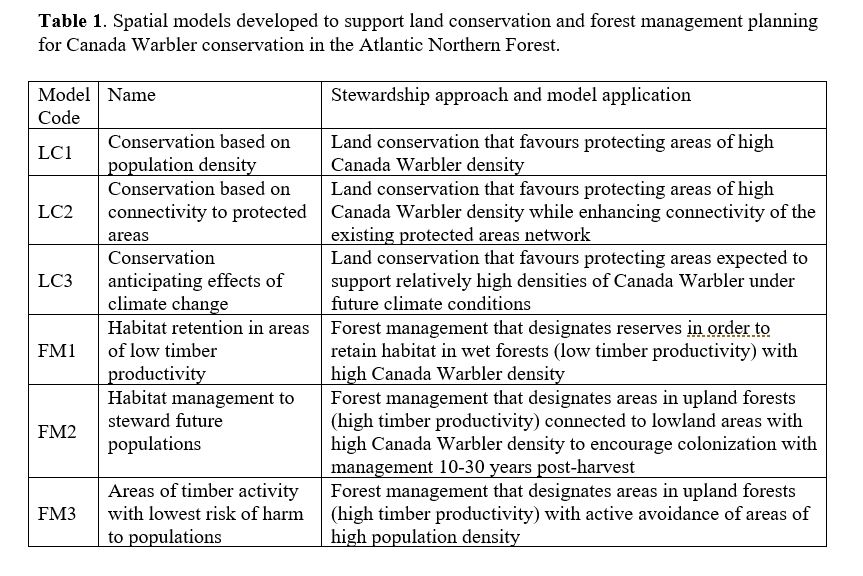 Table 1. Spatial models developed to support land conservation and forest management planning
for Canada Warbler conservation in the Atlantic Northern Forest.
Model Code Name Stewardship approach and model application
LC1
Conservation based on
population density
Land conservation that favours protecting areas of high
Canada Warbler density
LC2
Conservation based on
connectivity to protected
areas
Land conservation that favours protecting areas of high
Canada Warbler density while enhancing connectivity of the
existing protected areas network
LC3
Conservation
anticipating effects of
climate change
Land conservation that favours protecting areas expected to
support relatively high densities of Canada Warbler under
future climate conditions
FM1
Habitat retention in areas
of low timber
productivity
Forest management that designates reserves in order to
retain habitat in wet forests (low timber productivity) with
high Canada Warbler density
FM2
Habitat management to
steward future
populations
Forest management that designates areas in upland forests
(high timber productivity) connected to lowland areas with
high Canada Warbler density to encourage colonization with
management 10-30 years post-harvest
FM3
Areas of timber activity
with lowest risk of harm
to populations
Forest management that designates areas in upland forests
(high timber productivity) with active avoidance of areas of
high population density